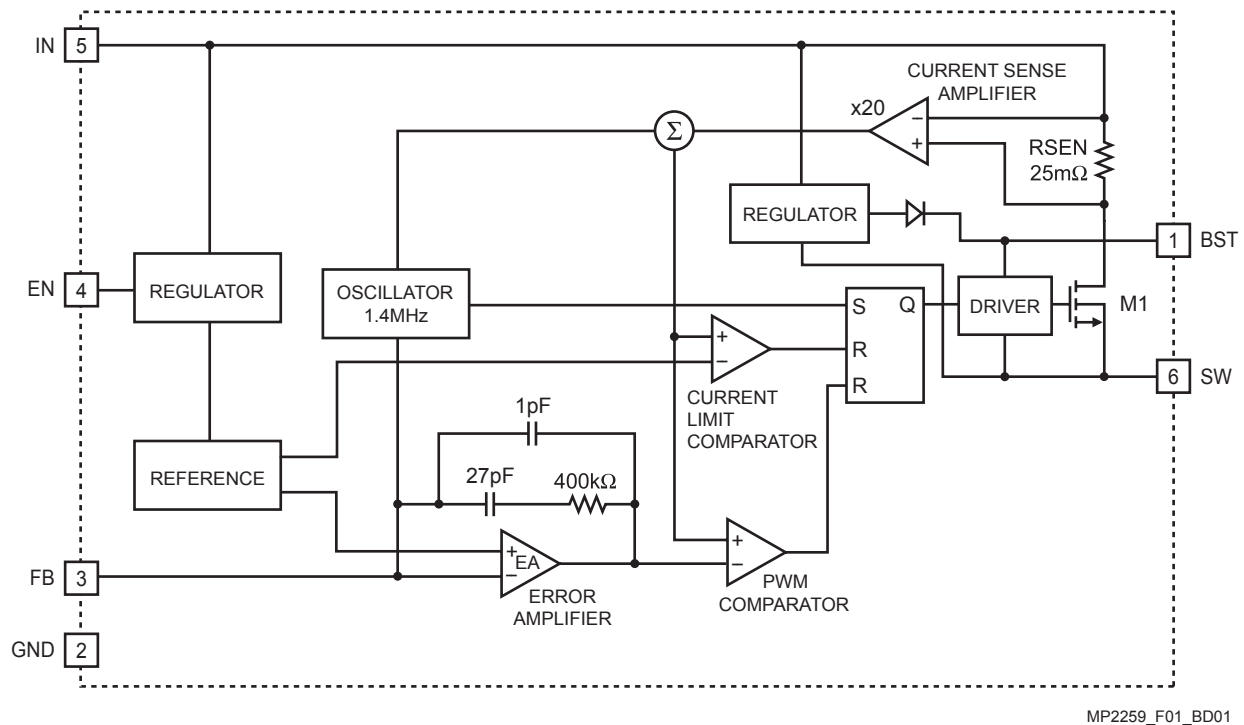 IN
5
CURRENT SENSE
AMPLIFIER
x20
−
+
Σ
RSEN
25mΩ
REGULATOR
1
BST
EN
4
REGULATOR
OSCILLATOR
1.4MHz
S
Q
R
R
DRIVER
M1
+
−
CURRENT
LIMIT
COMPARATOR
6
SW
1pF
27pF
400kΩ
REFERENCE
+
EA
−
ERROR
AMPLIFIER
+
−
PWM
COMPARATOR
FB
3
GND
2
MP2259_F01_BD01